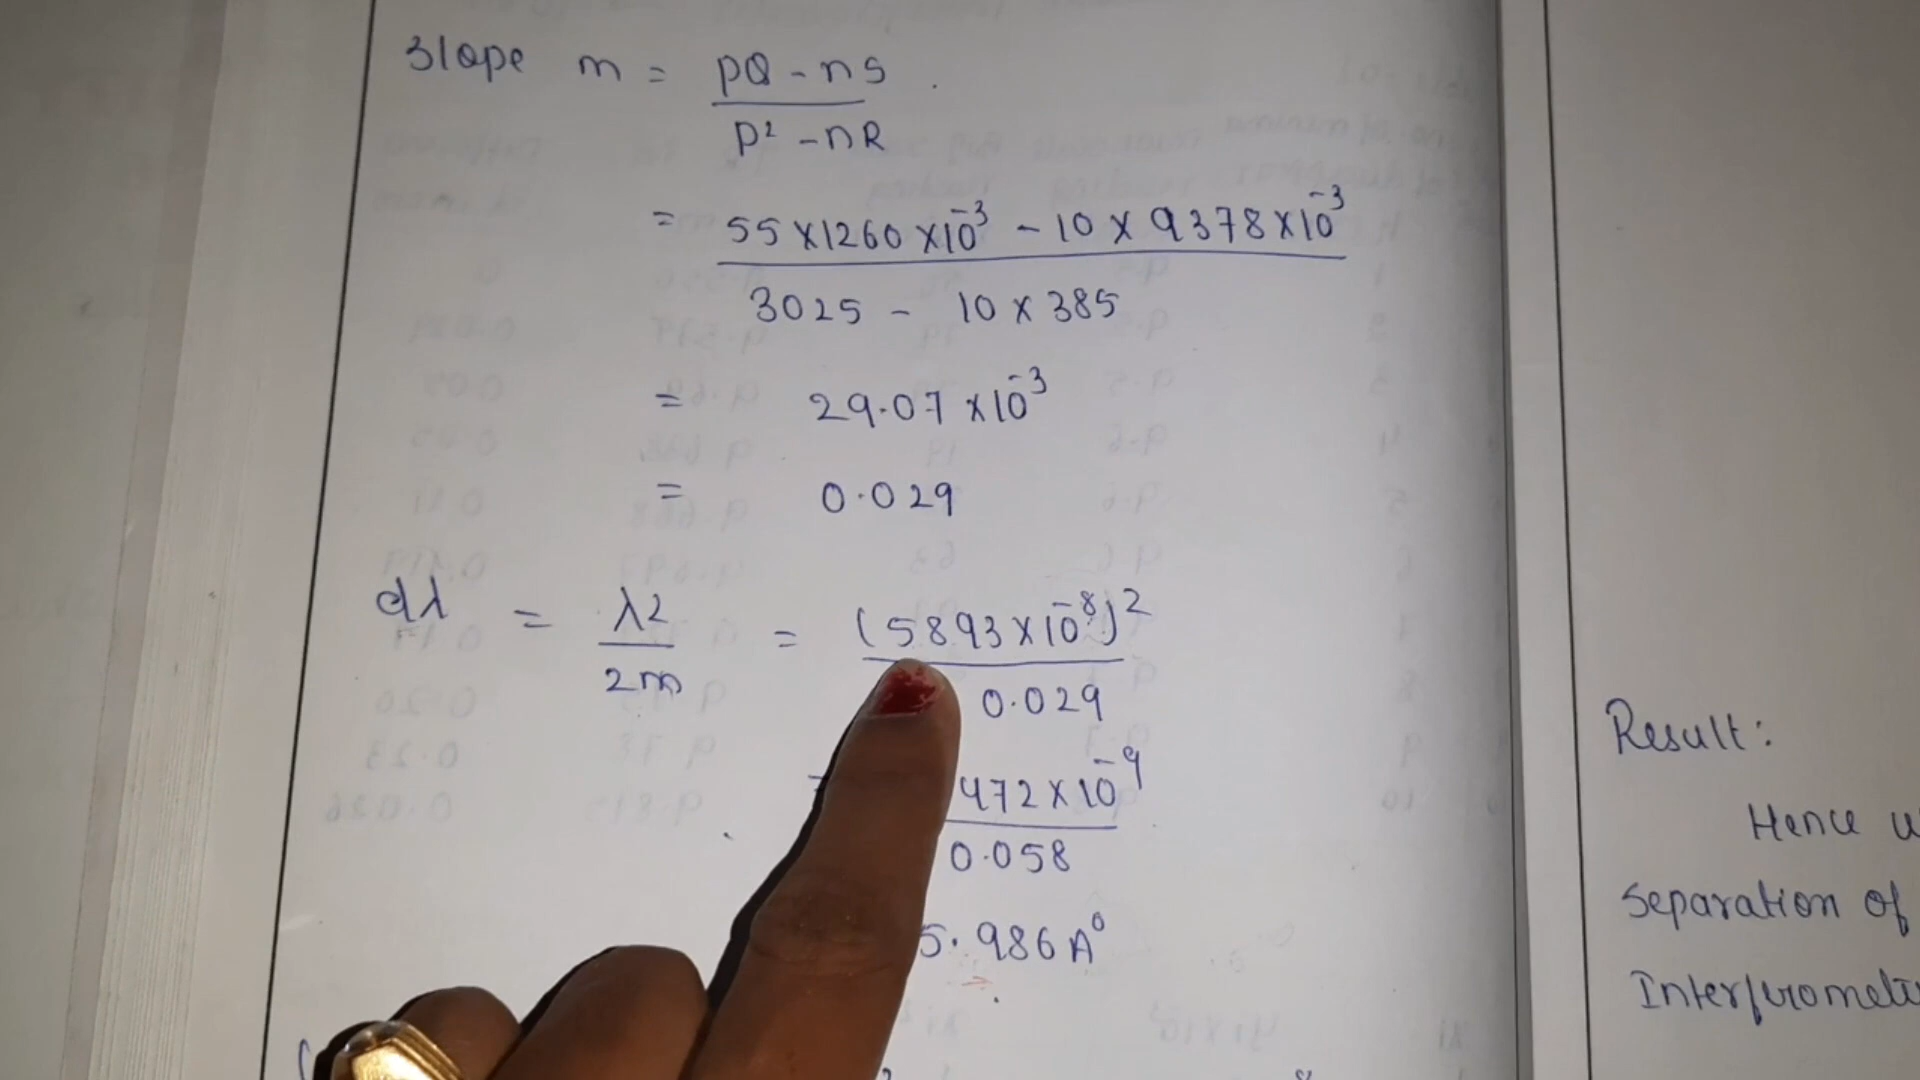 Slope m = pQ - nS
p² - nR
= 55 x 1260 x 10⁻³ - 10 x 9378 x 10⁻³
3025 - 10 x 385
= 29.07 x 10⁻³
= 0.029
dλ = λ2 / 2m = (5893 x 10⁻⁸)²
0.029
472 x 10⁻⁹
0.058
5.986 A⁰
Result:
Hence
Separation of